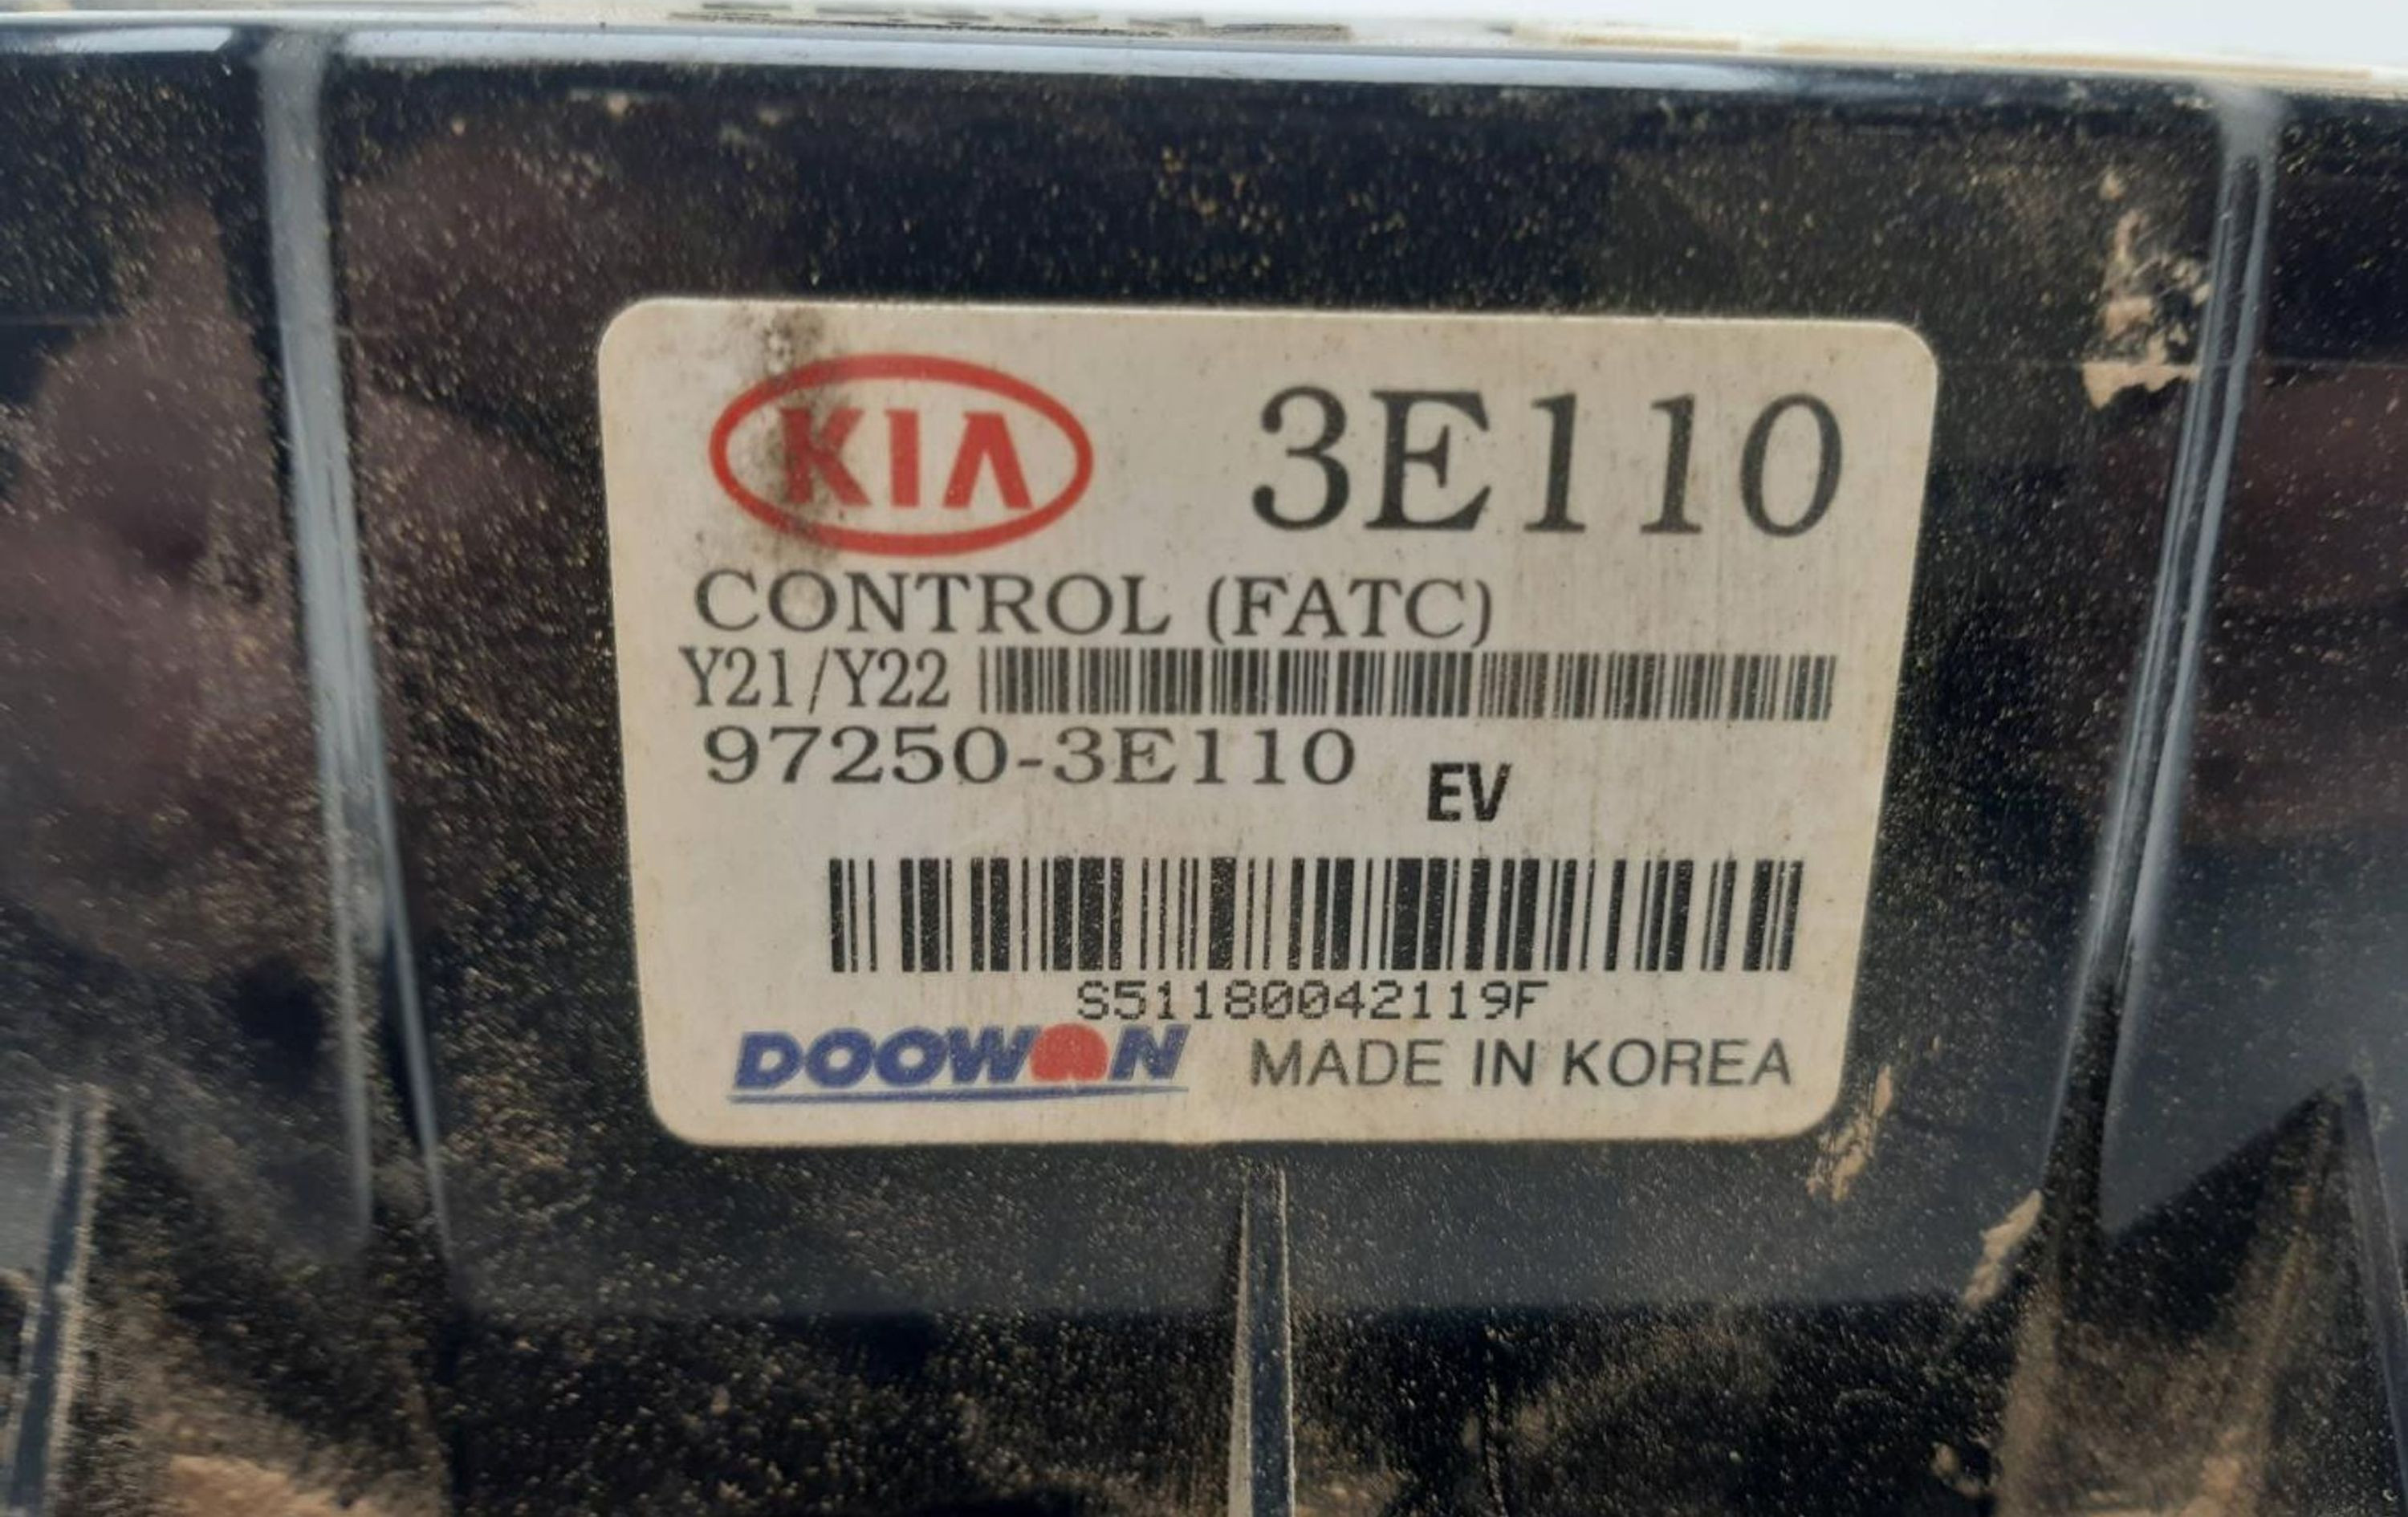 KIA 3E110
CONTROL (FATC)
Y21/Y22
97250-3E110 EV
S51180042119F
DOOWON MADE IN KOREA